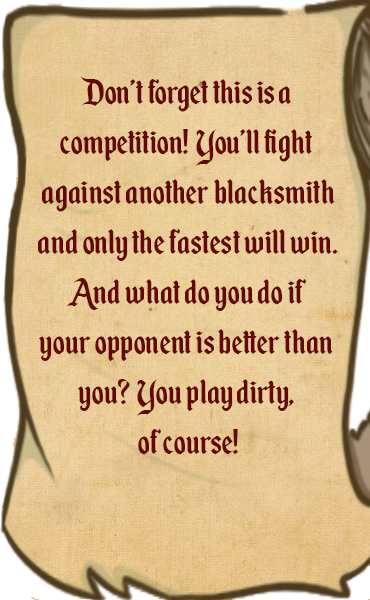 Don't forget this is a
competition! You'll fight
against another blacksmith
and only the fastest will win.
And what do you do if
your opponent is better than
you? You play dirty,
of course!